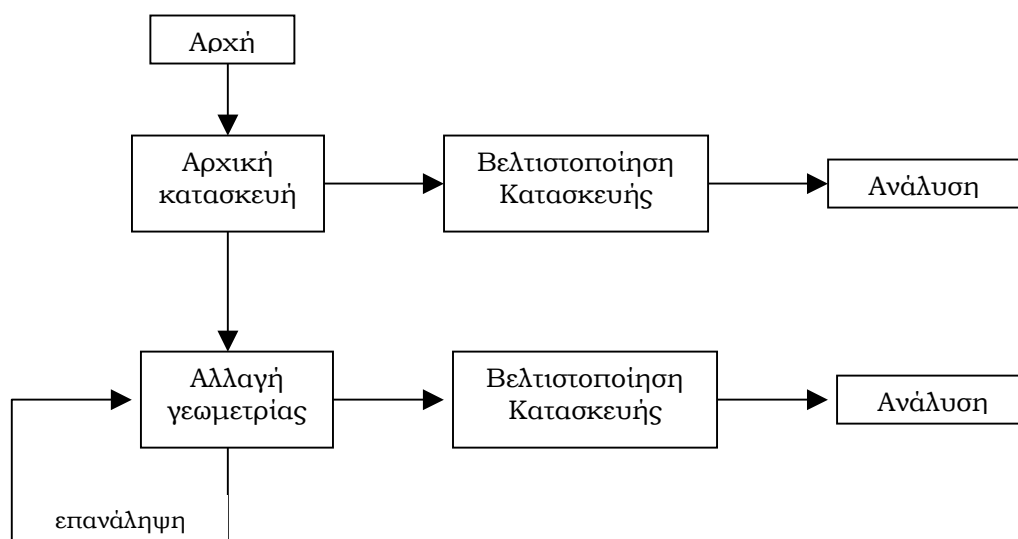 Αρχή
Αρχική
κατασκευή
Βελτιστοποίηση
Κατασκευής
Ανάλυση
Αλλαγή
γεωμετρίας
Βελτιστοποίηση
Κατασκευής
Ανάλυση
επανάληψη